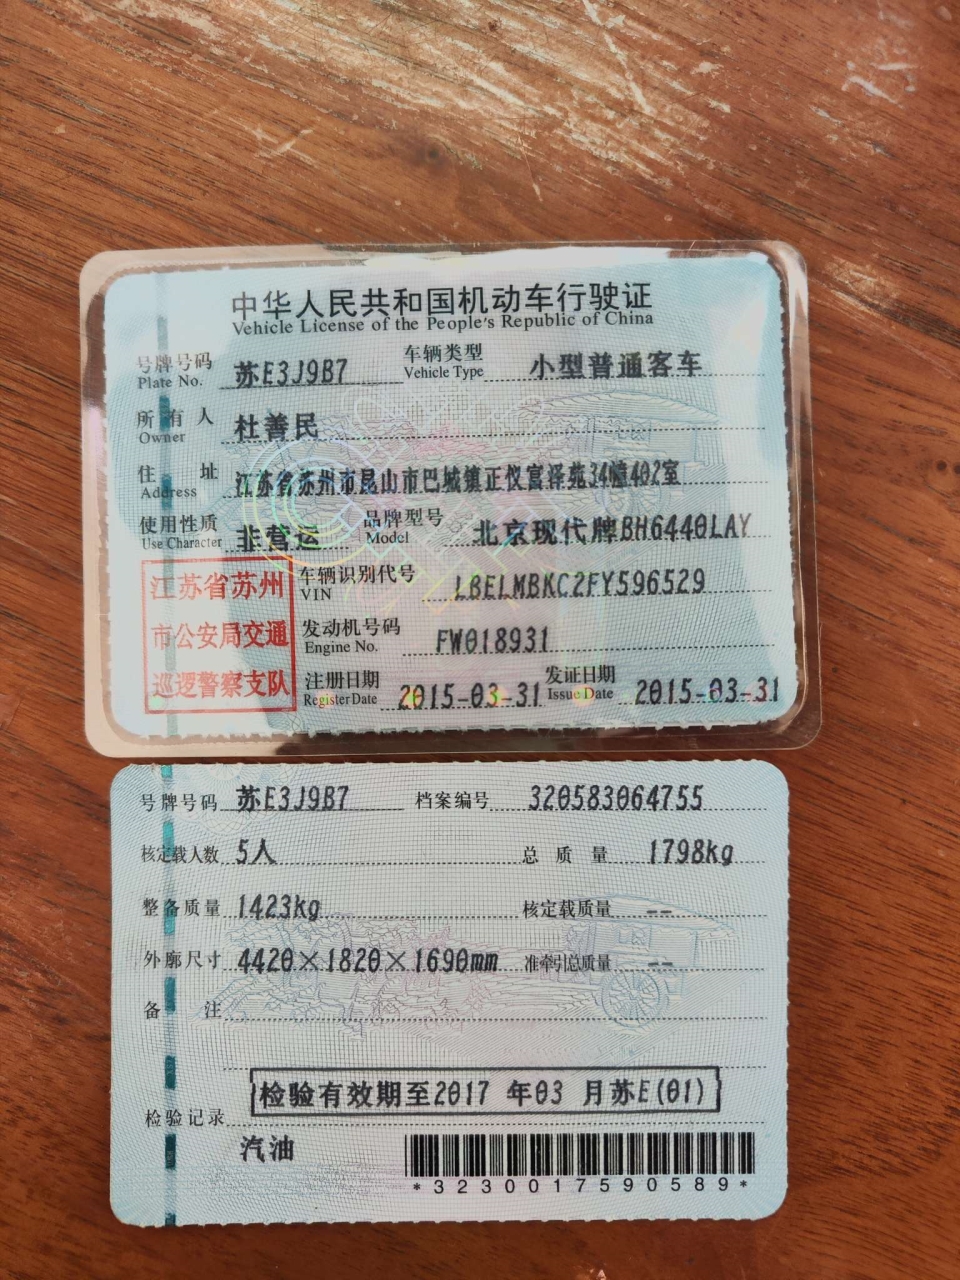 中华人民共和国机动车行驶证
Vehicle License of the People's Republic of China
号牌号码 苏E3J9B7 车辆类型 小型普通客车
Plate No. Vehicle Type
所有人 杜善民
Owner
住址 江苏省苏州市昆山市巴城镇正仪富泽苑34幢402室
Address
使用性质 非营运 品牌型号 北京现代牌BH6440LAY
Use Character Model
江苏省苏州 车辆识别代号 LBELMBKC2FY596529
VIN
市公安局交通 发动机号码 FW018931
Engine No.
巡逻警察支队 注册日期 2015-03-31 发证日期 2015-03-31
Register Date Issue Date
号牌号码 苏E3J9B7 档案编号 320583064755
核定载人数 5人 总质量 1798kg
整备质量 1423kg 核定载质量 --
外廓尺寸 4420×1820×1690mm 准牵引总质量 --
备注
检验有效期至2017 年03 月苏E(01)
检验记录
汽油
*3230017590589*